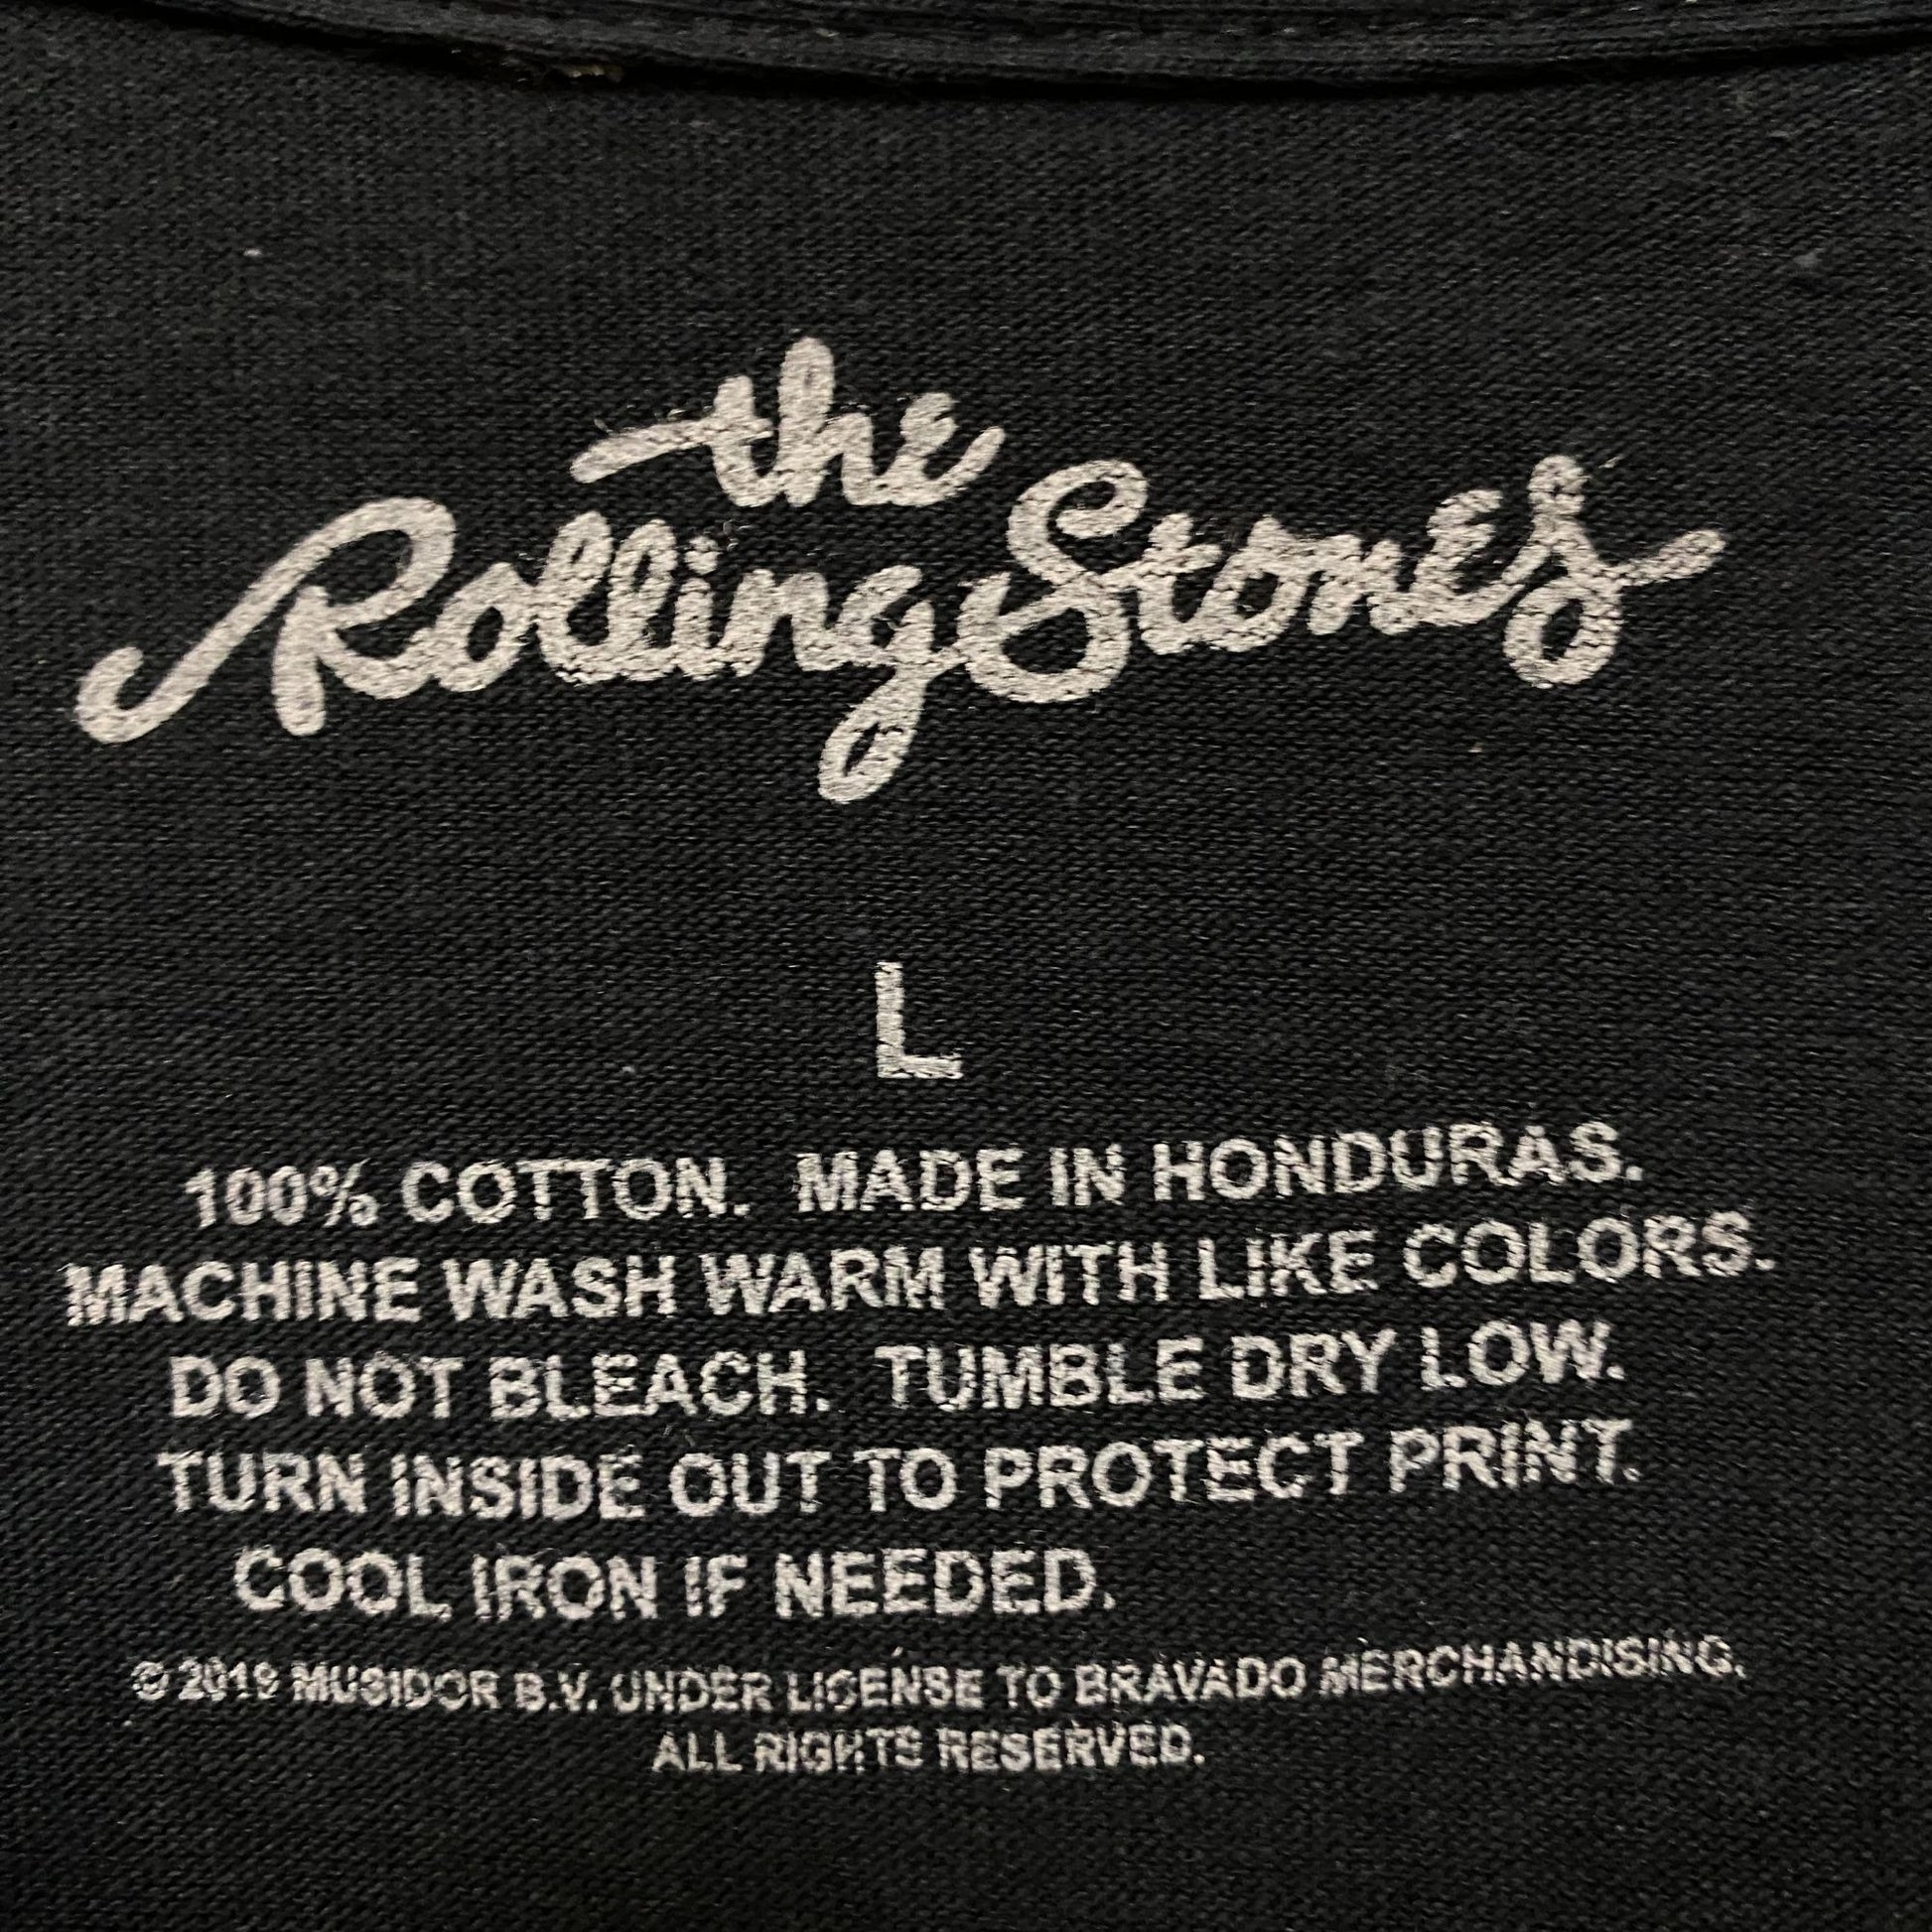 the
Rolling Stones
L
100% COTTON. MADE IN HONDURAS.
MACHINE WASH WARM WITH LIKE COLORS.
DO NOT BLEACH. TUMBLE DRY LOW.
TURN INSIDE OUT TO PROTECT PRINT.
COOL IRON IF NEEDED.
© 2019 MUSIDOR B.V. UNDER LICENSE TO BRAVADO MERCHANDISING.
ALL RIGHTS RESERVED.